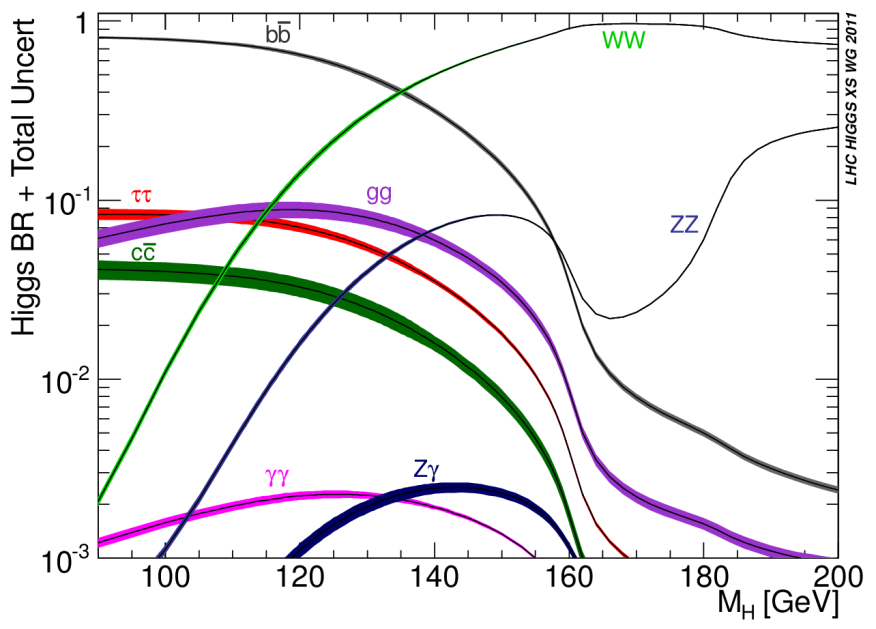 Higgs BR + Total Uncert
1
10⁻¹
10⁻²
10⁻³
bb̅
WW
ττ
gg
ZZ
cc̅
γγ
Zγ
100 120 140 160 180 200
M_H [GeV]
LHC HIGGS XS WG 2011